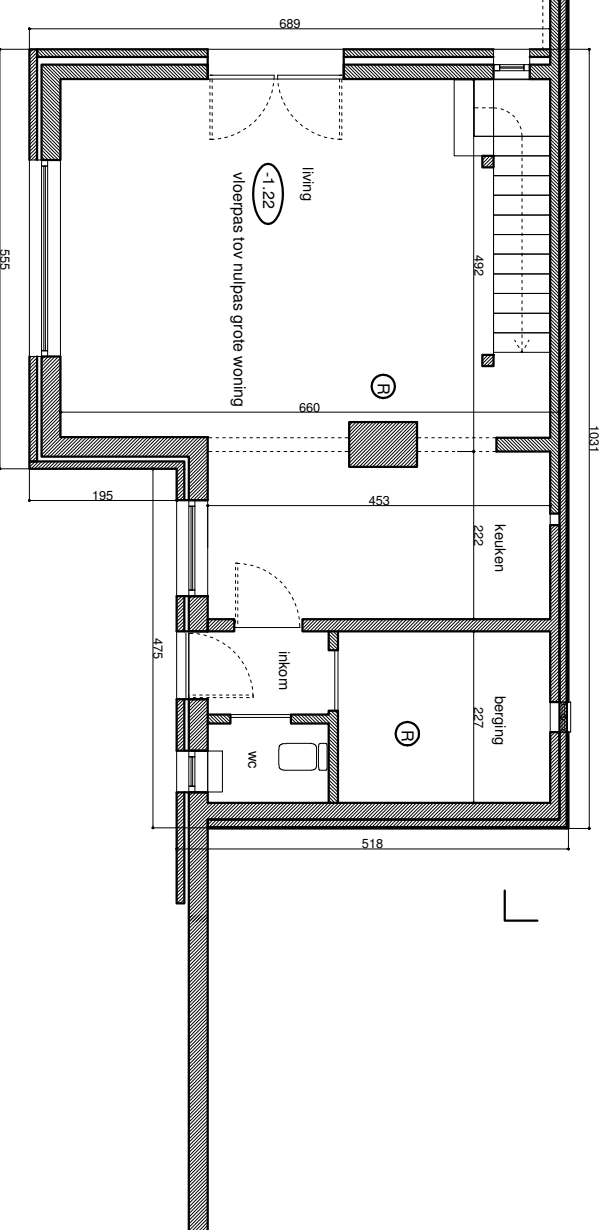 689
living
-1.22
vloerpas tov nulpas grote woning
492
555
R
660
1031
195
453
keuken
222
475
inkom
berging
227
R
wc
518